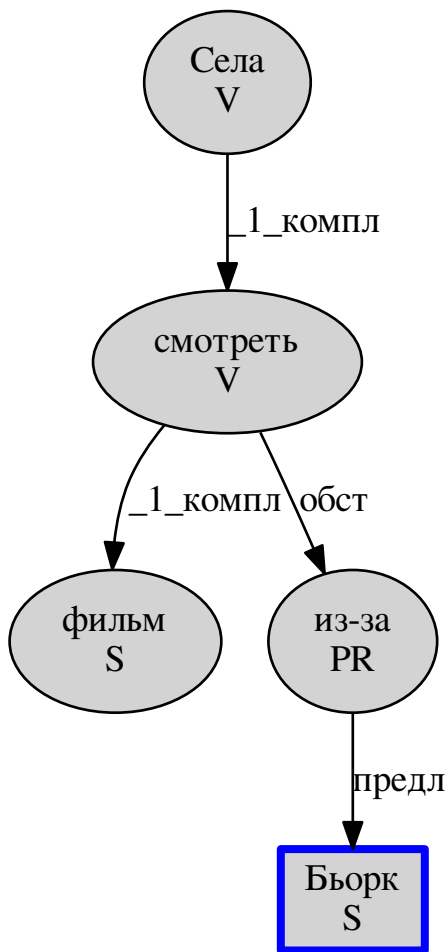 Села
V
_1_компл
смотреть
V
_1_компл обст
фильм
S
из-за
PR
предл
Бьорк
S